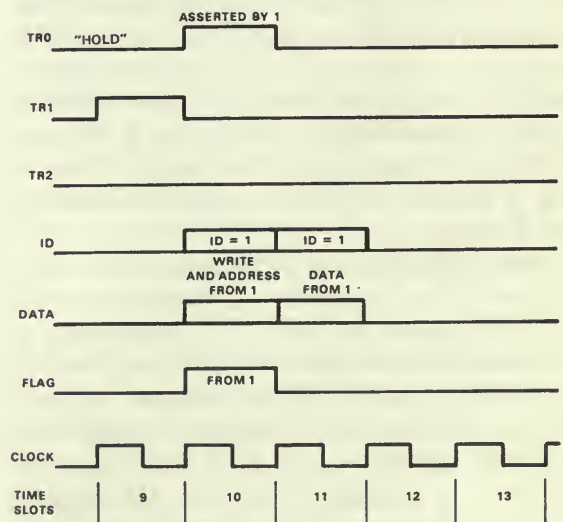 ASSERTED BY 1
TR0 "HOLD"
TR1
TR2
ID ID = 1 ID = 1
WRITE
AND ADDRESS DATA
FROM 1 FROM 1
DATA
FLAG FROM 1
CLOCK
TIME
SLOTS 9 10 11 12 13